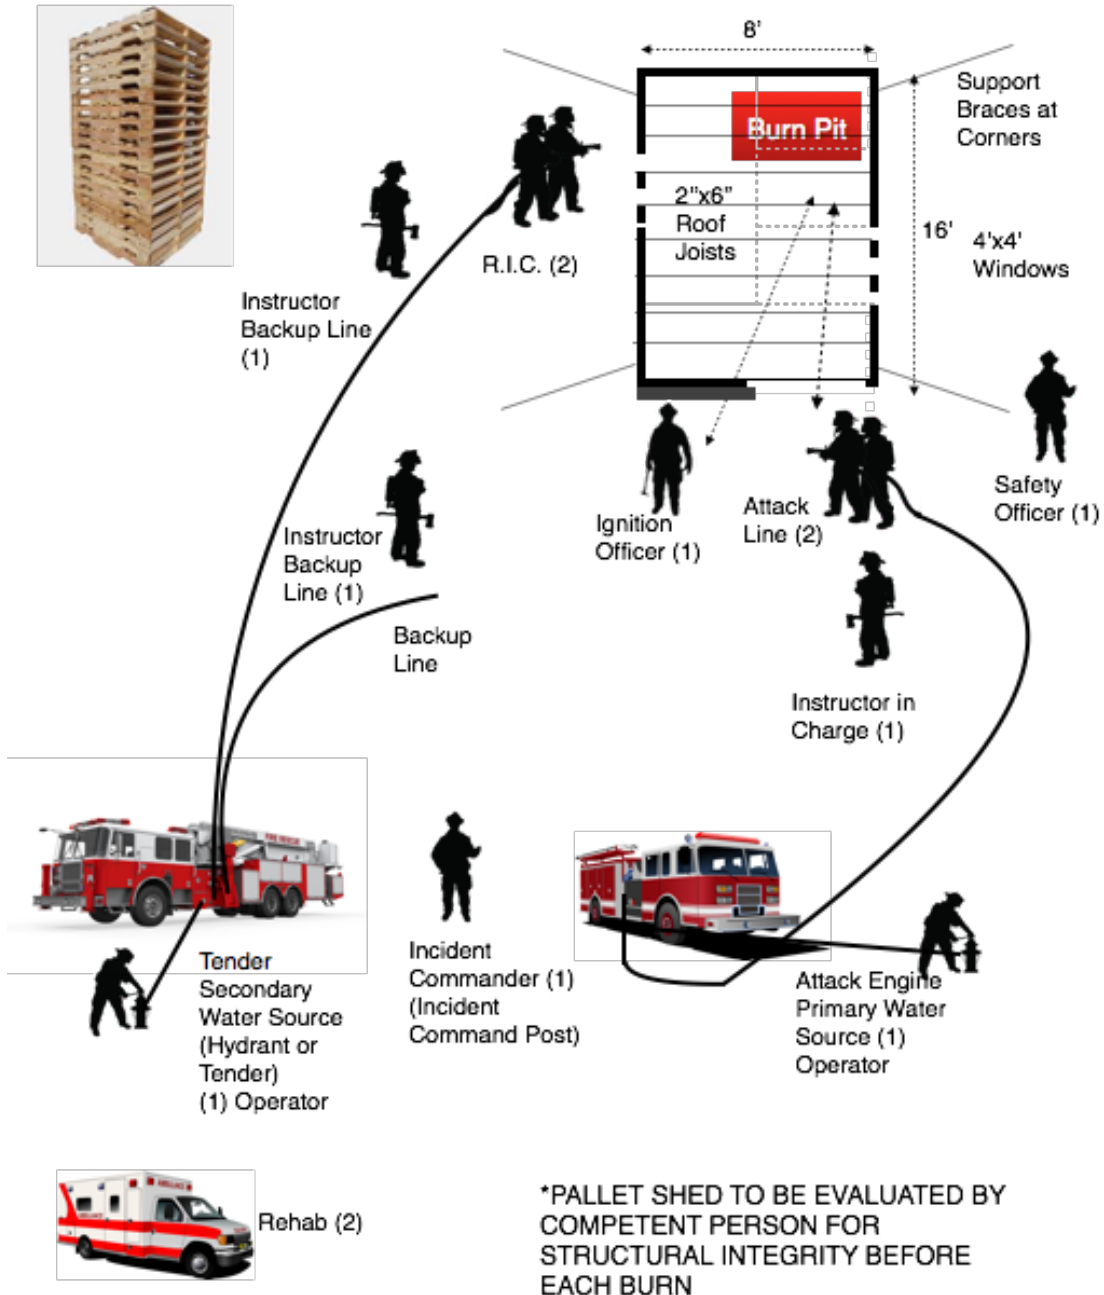 8'
Support
Braces at
Corners
Burn Pit
2"x6"
Roof
Joists
16'
4'x4'
Windows
R.I.C. (2)
Instructor
Backup Line
(1)
Safety
Officer (1)
Attack
Line (2)
Ignition
Officer (1)
Instructor
Backup
Line (1)
Backup
Line
Instructor in
Charge (1)
FIRE RESCUE
Tender
Secondary
Water Source
(Hydrant or
Tender)
(1) Operator
Incident
Commander (1)
(Incident
Command Post)
Attack Engine
Primary Water
Source (1)
Operator
AMBULANCE
Rehab (2)
*PALLET SHED TO BE EVALUATED BY
COMPETENT PERSON FOR
STRUCTURAL INTEGRITY BEFORE
EACH BURN